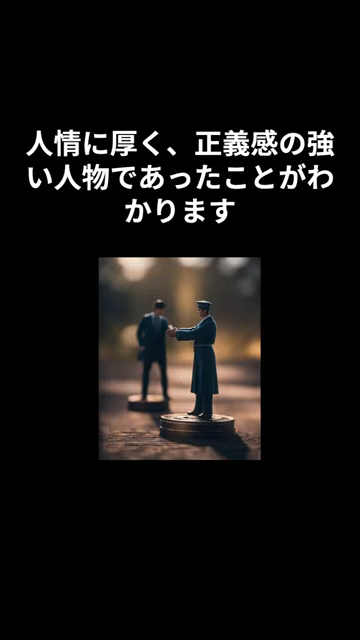 人情に厚く、正義感の強
い人物であったことがわ
かります